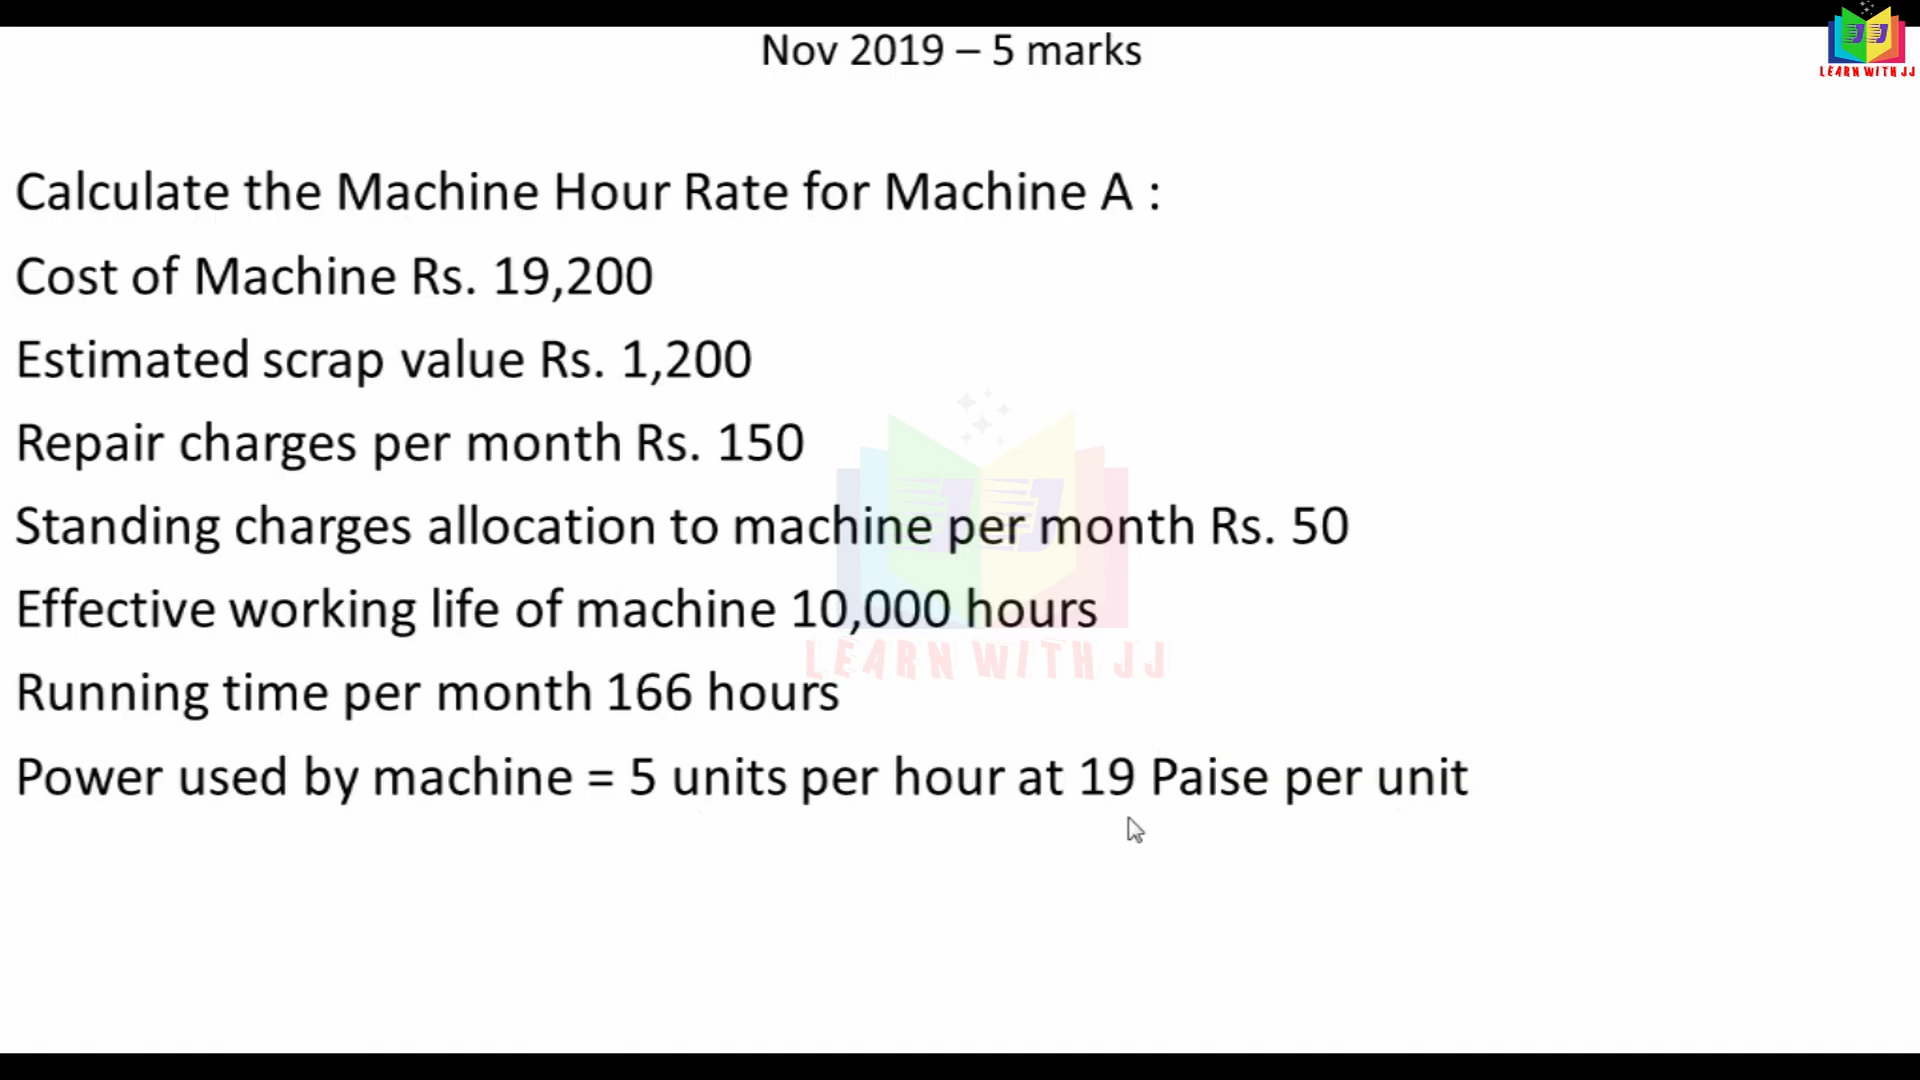 Nov 2019 – 5 marks
LEARN WITH JJ
Calculate the Machine Hour Rate for Machine A :
Cost of Machine Rs. 19,200
Estimated scrap value Rs. 1,200
Repair charges per month Rs. 150
Standing charges allocation to machine per month Rs. 50
Effective working life of machine 10,000 hours
LEARN WITH JJ
Running time per month 166 hours
Power used by machine = 5 units per hour at 19 Paise per unit